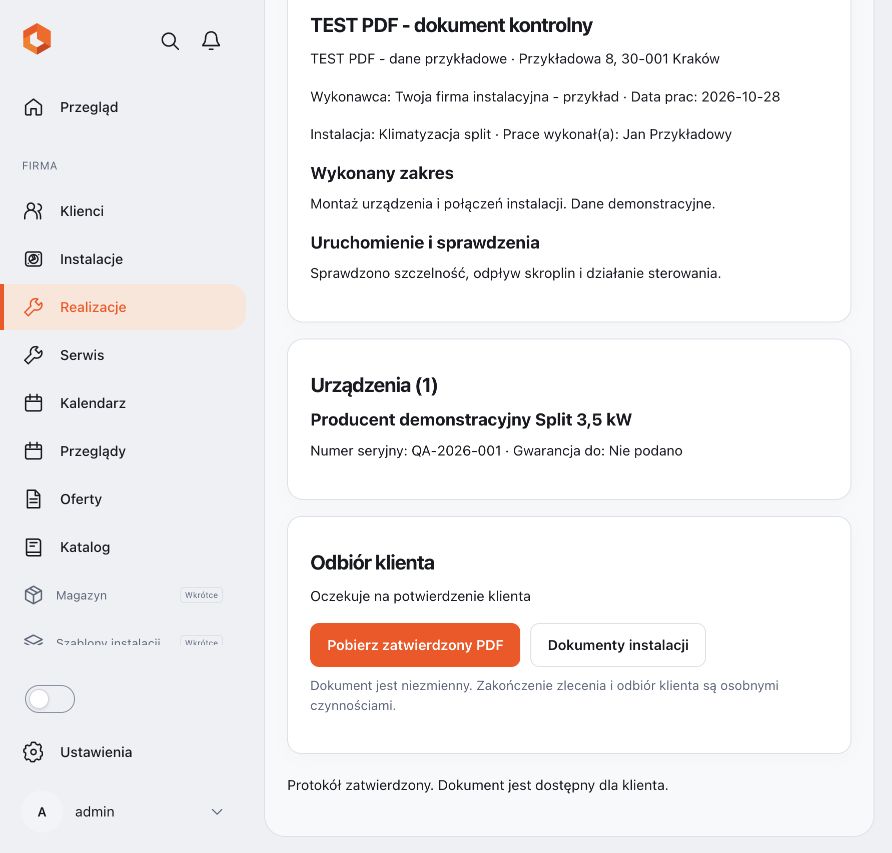 Przegląd
FIRMA
Klienci
Instalacje
Realizacje
Serwis
Kalendarz
Przeglądy
Oferty
Katalog
Magazyn Wkrótce
Szablony instalacji Wkrótce
Ustawienia
A admin
TEST PDF - dokument kontrolny
TEST PDF - dane przykładowe · Przykładowa 8, 30-001 Kraków
Wykonawca: Twoja firma instalacyjna - przykład · Data prac: 2026-10-28
Instalacja: Klimatyzacja split · Prace wykonał(a): Jan Przykładowy
Wykonany zakres
Montaż urządzenia i połączeń instalacji. Dane demonstracyjne.
Uruchomienie i sprawdzenia
Sprawdzono szczelność, odpływ skroplin i działanie sterowania.
Urządzenia (1)
Producent demonstracyjny Split 3,5 kW
Numer seryjny: QA-2026-001 · Gwarancja do: Nie podano
Odbiór klienta
Oczekuje na potwierdzenie klienta
Pobierz zatwierdzony PDF
Dokumenty instalacji
Dokument jest niezmienny. Zakończenie zlecenia i odbiór klienta są osobnymi
czynnościami.
Protokół zatwierdzony. Dokument jest dostępny dla klienta.